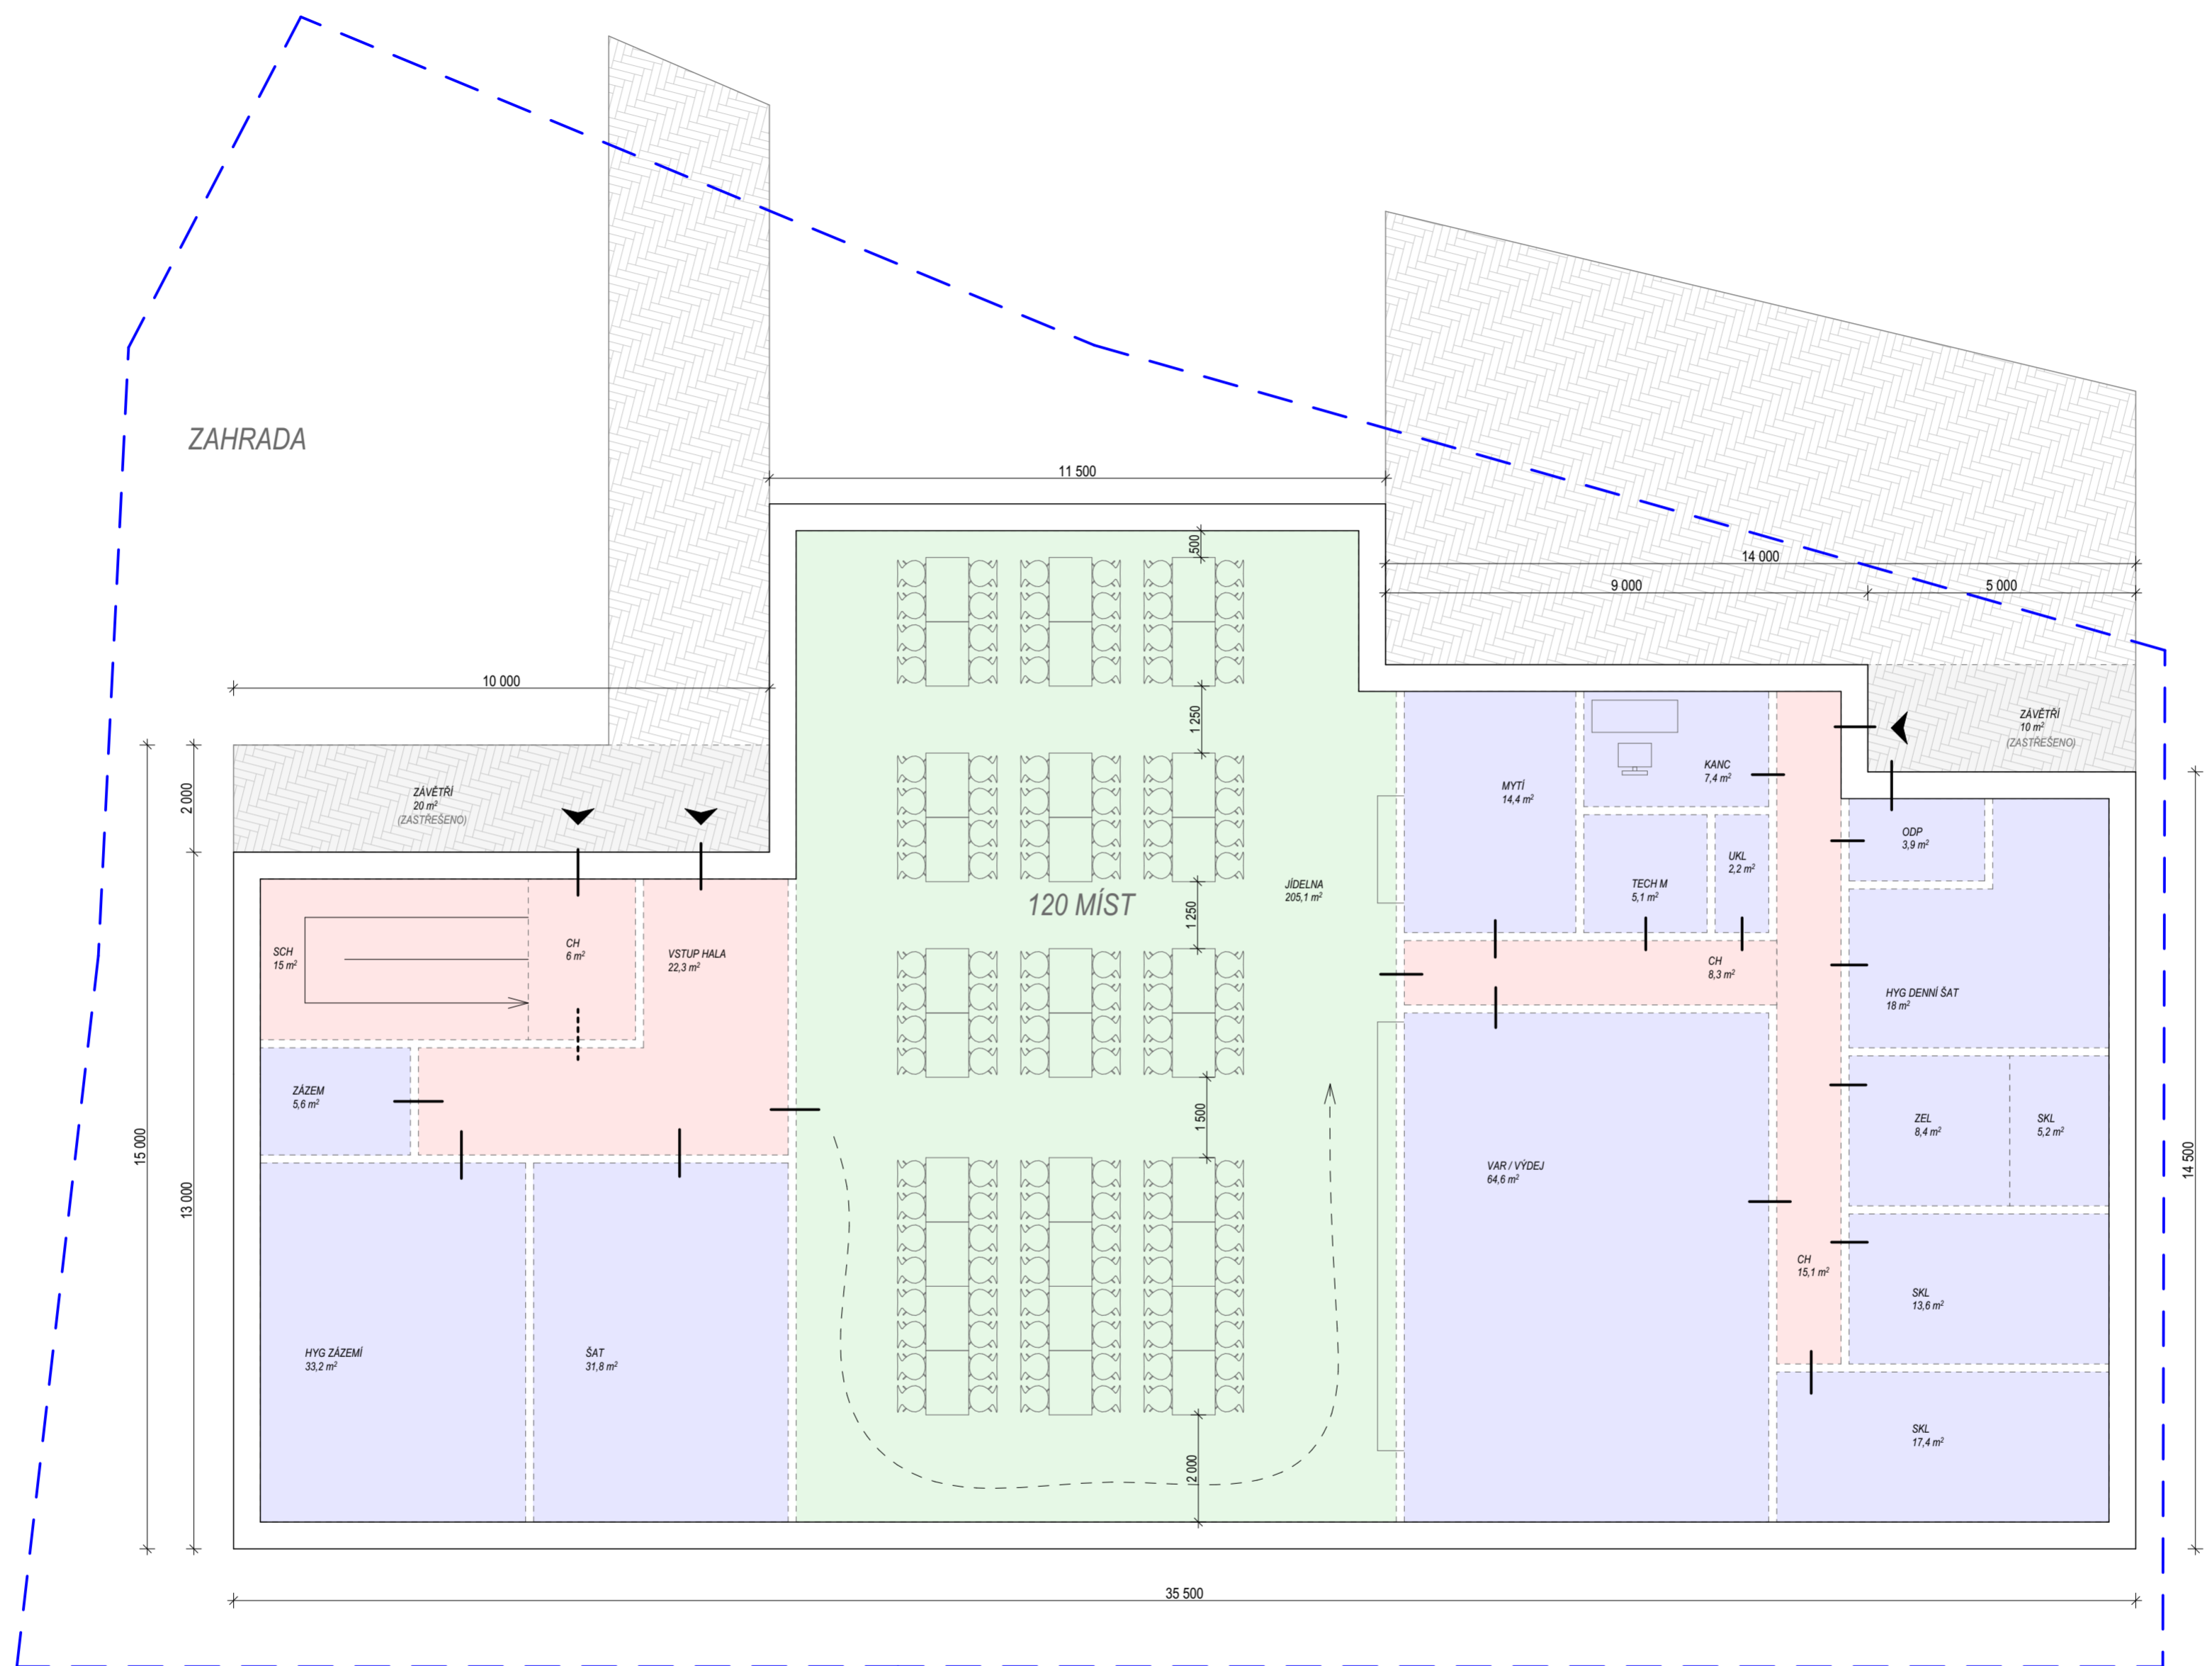 ZAHRADA
11 500
500
14 000
9 000
5 000
10 000
1 250
ZÁVĚTŘÍ
10 m²
(ZASTŘEŠENO)
KANC
7,4 m²
MYTÍ
14,4 m²
2 000
ZÁVĚTŘÍ
20 m²
(ZASTŘEŠENO)
ODP
3,9 m²
UKL
2,2 m²
TECH M
5,1 m²
JÍDELNA
205,1 m²
120 MÍST
1 250
SCH
15 m²
CH
6 m²
VSTUP HALA
22,3 m²
CH
8,3 m²
HYG DENNÍ ŠAT
18 m²
ZÁZEM
5,6 m²
1 500
ZEL
8,4 m²
SKL
5,2 m²
15 000
13 000
14 500
VAR / VÝDEJ
64,6 m²
CH
15,1 m²
SKL
13,6 m²
HYG ZÁZEMÍ
33,2 m²
ŠAT
31,8 m²
SKL
17,4 m²
2 000
35 500